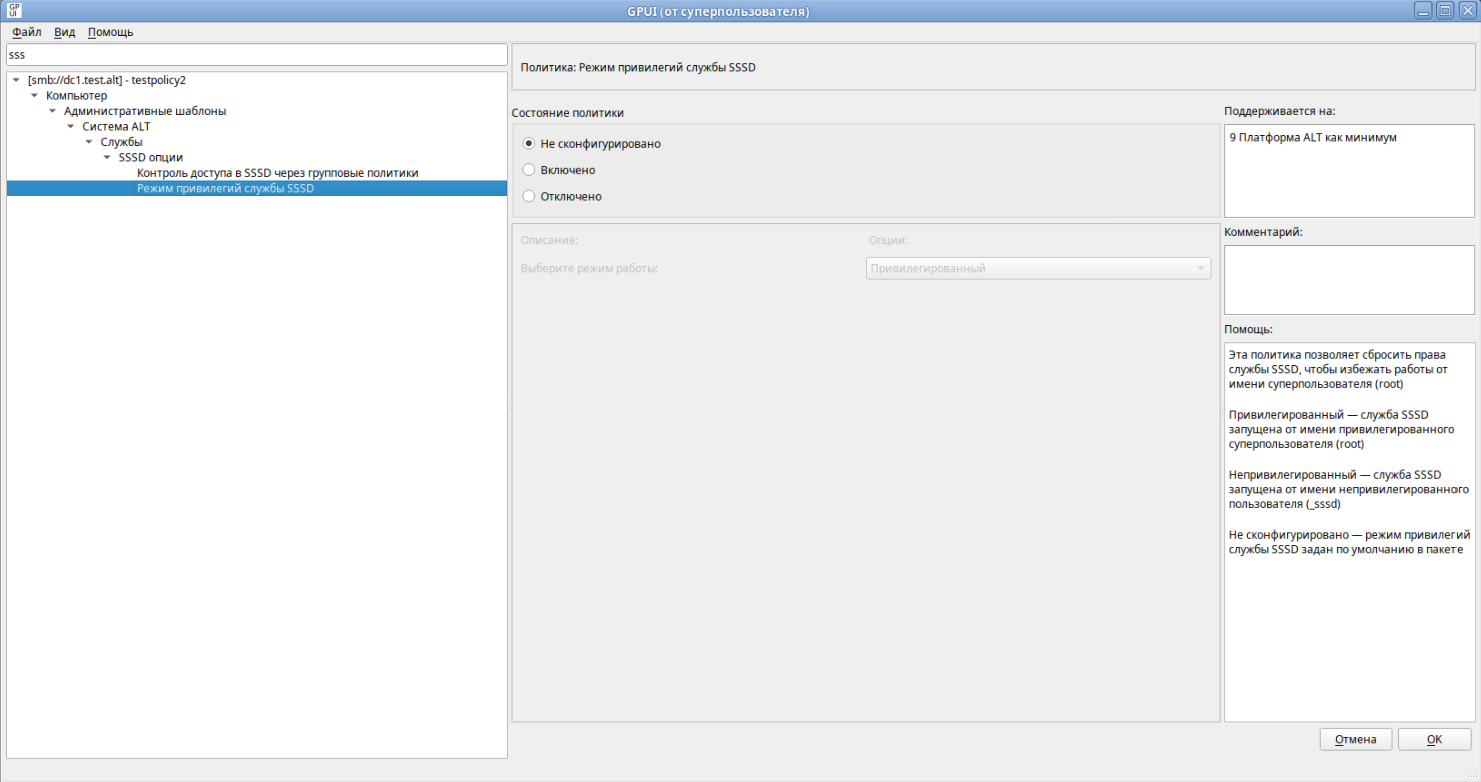 GPUI
GPUI (от суперпользователя)
Файл Вид Помощь
sss
[smb://dc1.test.alt] - testpolicy2
Компьютер
Административные шаблоны
Система ALT
Службы
SSSD опции
Контроль доступа в SSSD через групповые политики
Режим привилегий службы SSSD
Политика: Режим привилегий службы SSSD
Состояние политики
Не сконфигурировано
Включено
Отключено
Описание: Опции:
Выберите режим работы: Привилегированный
Поддерживается на:
9 Платформа ALT как минимум
Комментарий:
Помощь:
Эта политика позволяет сбросить права
службы SSSD, чтобы избежать работы от
имени суперпользователя (root)
Привилегированный — служба SSSD
запущена от имени привилегированного
суперпользователя (root)
Непривилегированный — служба SSSD
запущена от имени непривилегированного
пользователя (_sssd)
Не сконфигурировано — режим привилегий
службы SSSD задан по умолчанию в пакете
Отмена OK